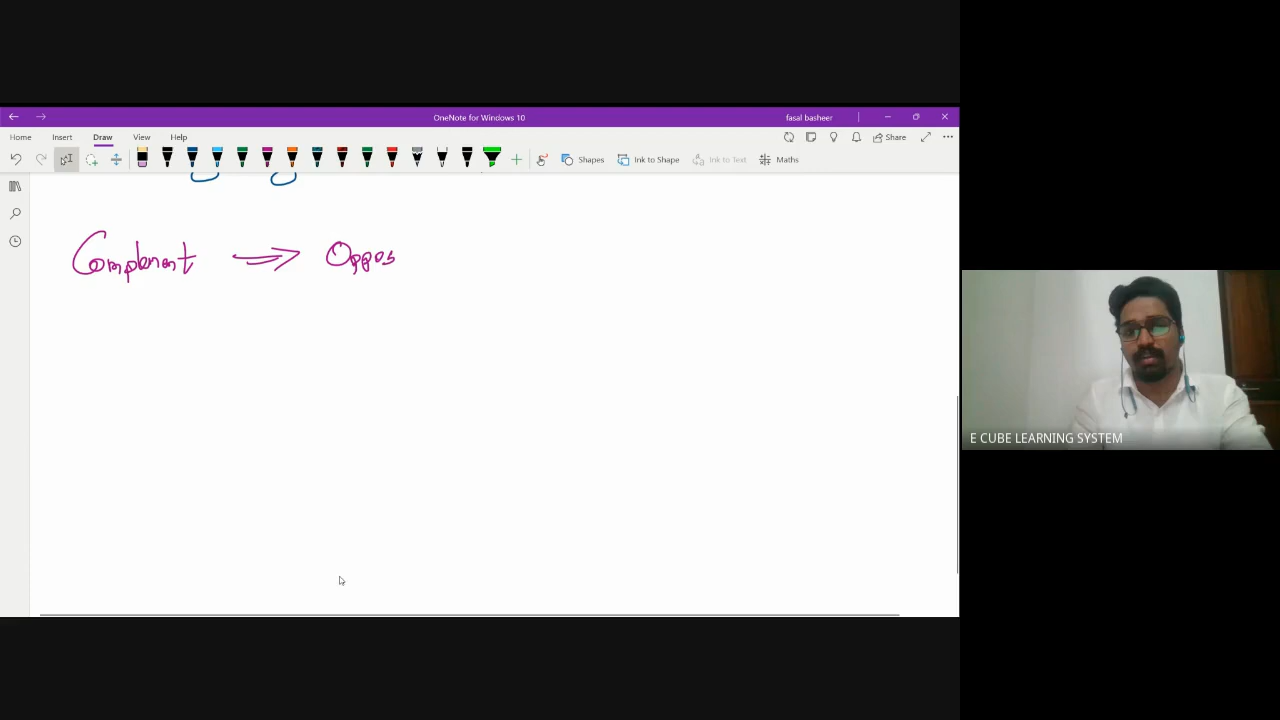 OneNote for Windows 10
fasal basheer
Home Insert Draw View Help
Share
Shapes Ink to Shape Ink to Text Maths
Complement ⇒ Oppos
E CUBE LEARNING SYSTEM